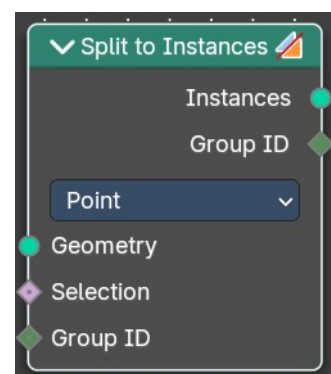 Split to Instances
Instances
Group ID
Point
Geometry
Selection
Group ID